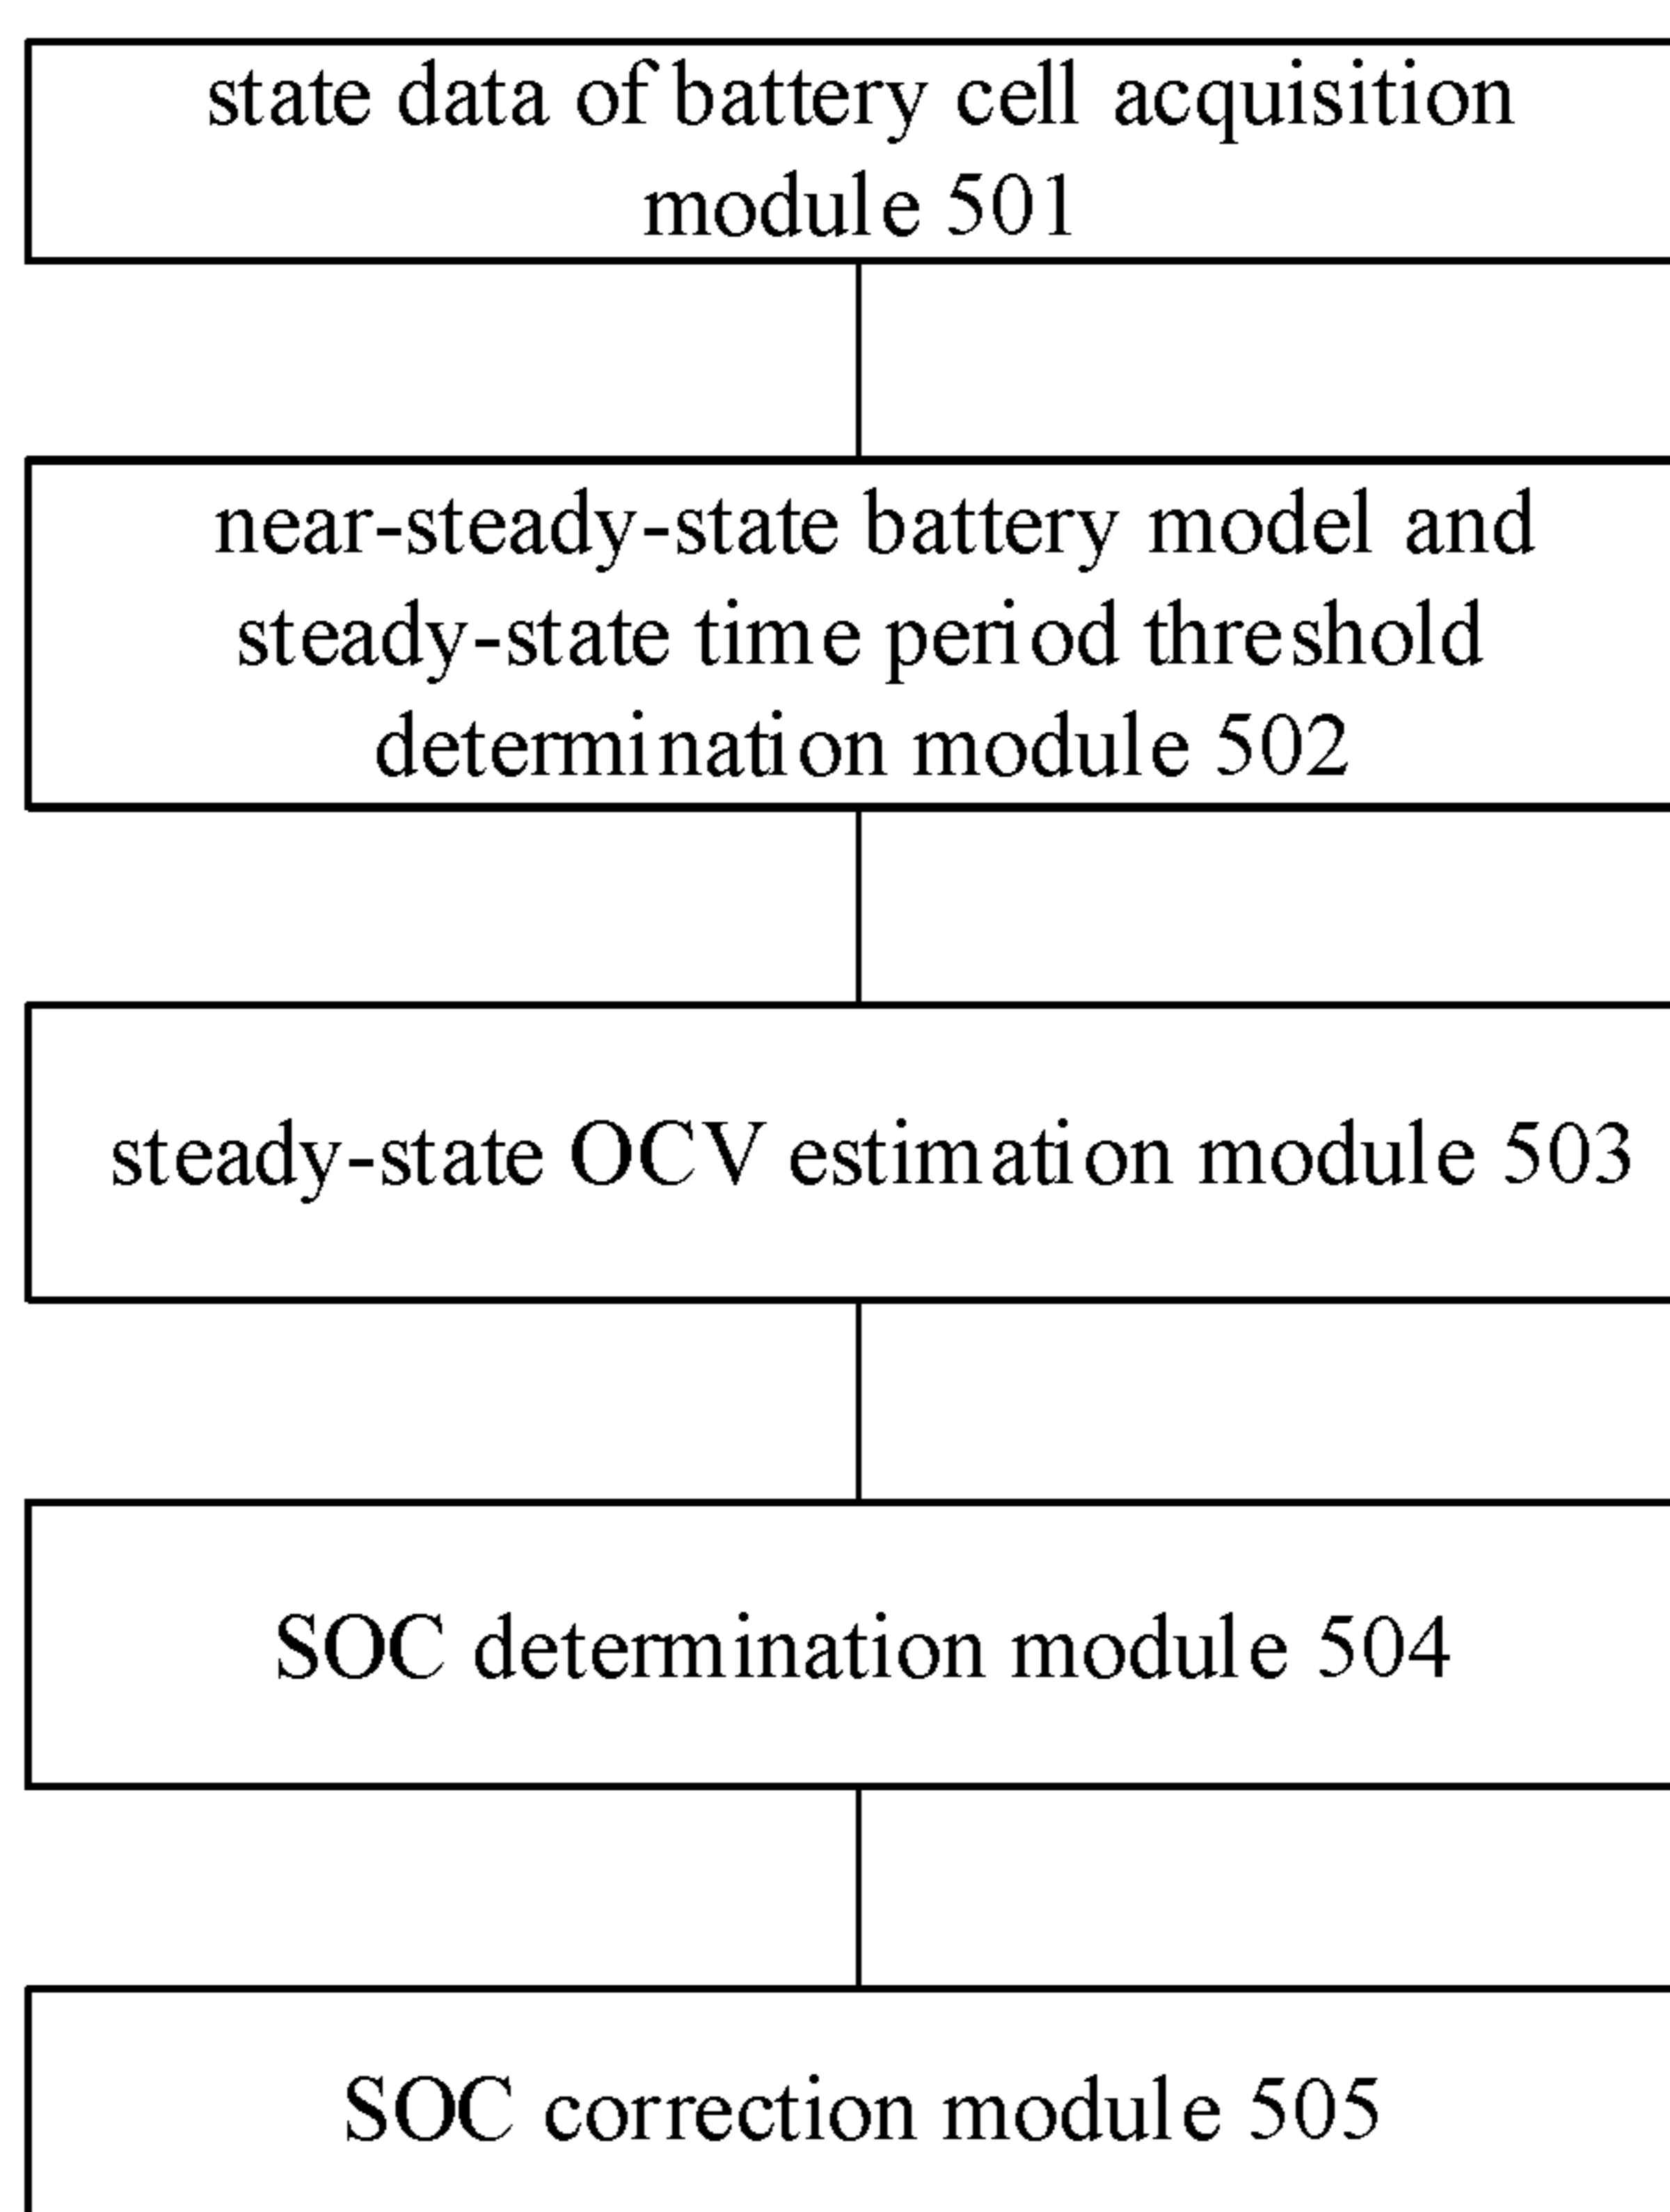 state data of battery cell acquisition
module 501
near-steady-state battery model and
steady-state time period threshold
determination module 502
steady-state OCV estimation module 503
SOC determination module 504
SOC correction module 505